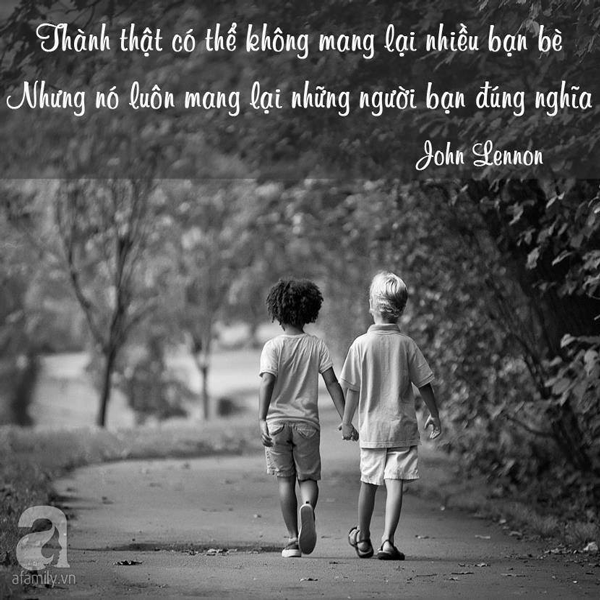 Thành thật có thể không mang lại nhiều bạn bè
Nhưng nó luôn mang lại những người bạn đúng nghĩa
John Lennon
a
afamily.vn